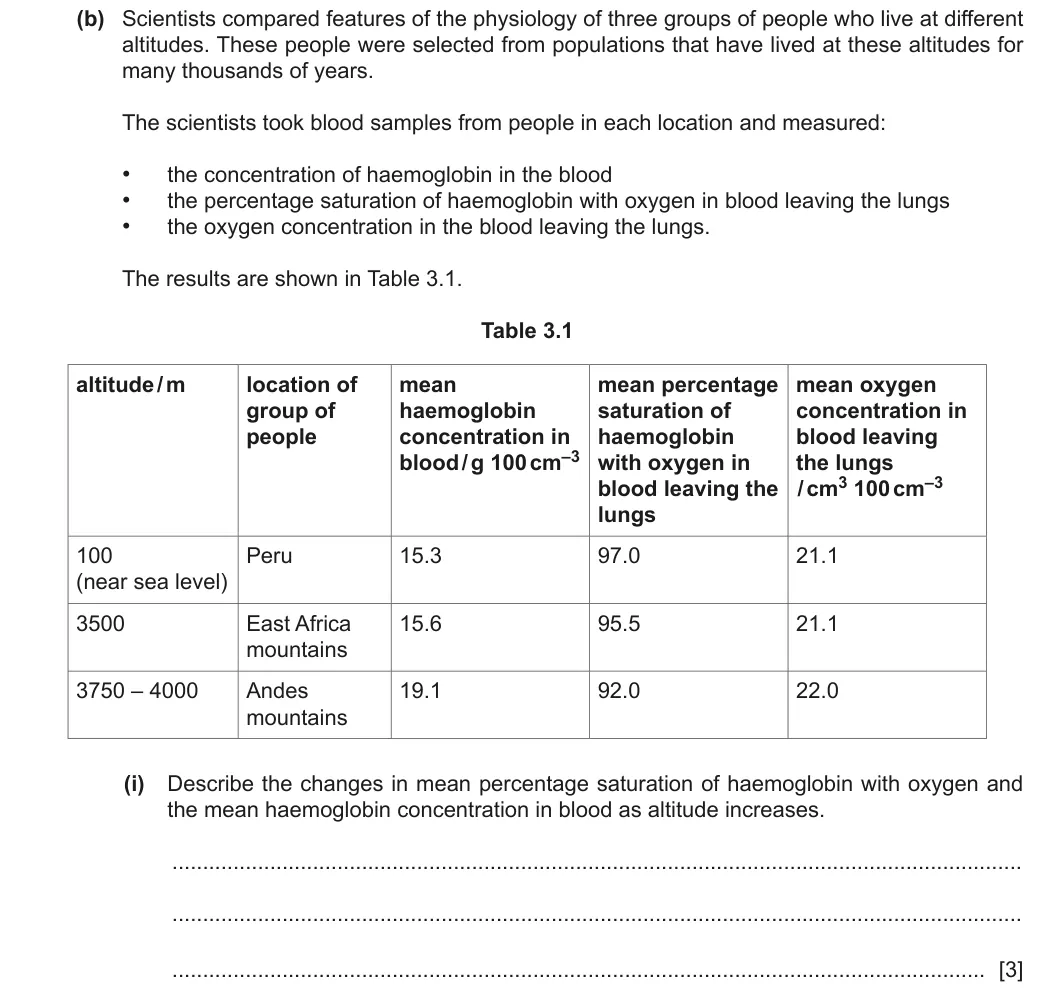 (b) Scientists compared features of the physiology of three groups of people who live at different
altitudes. These people were selected from populations that have lived at these altitudes for
many thousands of years.
The scientists took blood samples from people in each location and measured:
• the concentration of haemoglobin in the blood
• the percentage saturation of haemoglobin with oxygen in blood leaving the lungs
• the oxygen concentration in the blood leaving the lungs.
The results are shown in Table 3.1.
Table 3.1
altitude / m
location of
group of
people
mean
haemoglobin
concentration in
blood / g 100 cm⁻³
mean percentage
saturation of
haemoglobin
with oxygen in
blood leaving the
lungs
mean oxygen
concentration in
blood leaving
the lungs
/ cm³ 100 cm⁻³
100
(near sea level)
Peru
15.3
97.0
21.1
3500
East Africa
mountains
15.6
95.5
21.1
3750 – 4000
Andes
mountains
19.1
92.0
22.0
(i) Describe the changes in mean percentage saturation of haemoglobin with oxygen and
the mean haemoglobin concentration in blood as altitude increases.
[3]